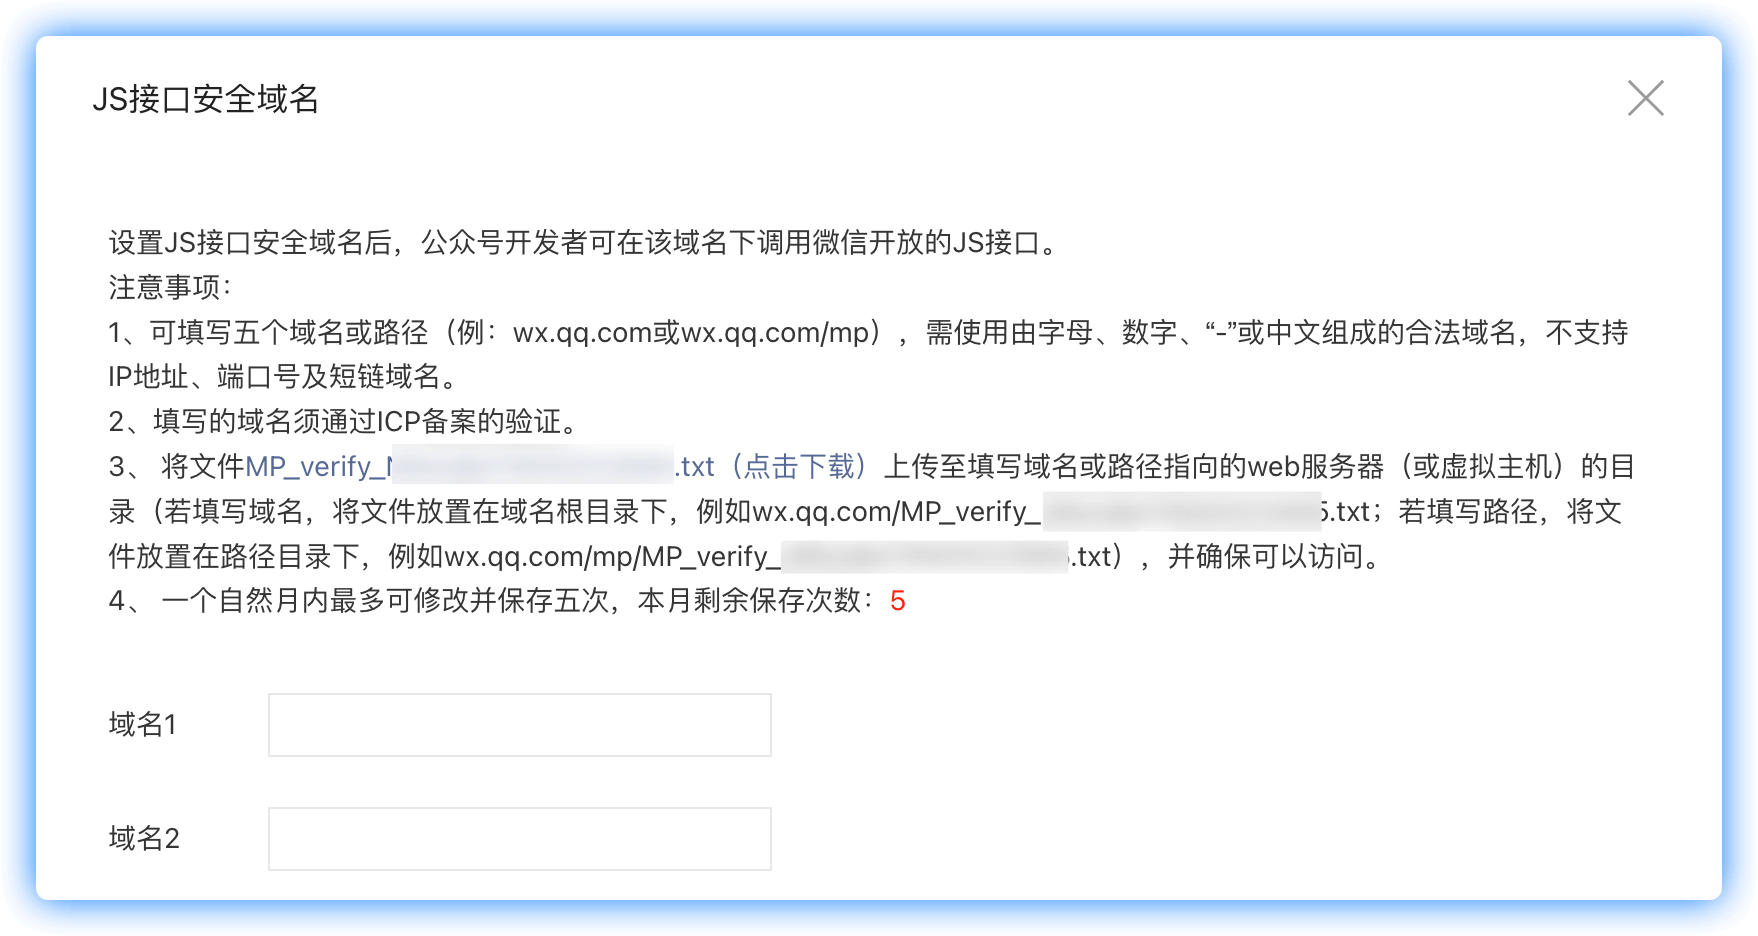 JS接口安全域名
设置JS接口安全域名后，公众号开发者可在该域名下调用微信开放的JS接口。
注意事项：
1、可填写五个域名或路径（例：wx.qq.com或wx.qq.com/mp），需使用由字母、数字、“-”或中文组成的合法域名，不支持
IP地址、端口号及短链域名。
2、填写的域名须通过ICP备案的验证。
3、 将文件MP_verify_ .txt（点击下载）上传至填写域名或路径指向的web服务器（或虚拟主机）的目
录（若填写域名，将文件放置在域名根目录下，例如wx.qq.com/MP_verify_ .txt；若填写路径，将文
件放置在路径目录下，例如wx.qq.com/mp/MP_verify_ .txt），并确保可以访问。
4、 一个自然月内最多可修改并保存五次，本月剩余保存次数：5
域名1
域名2